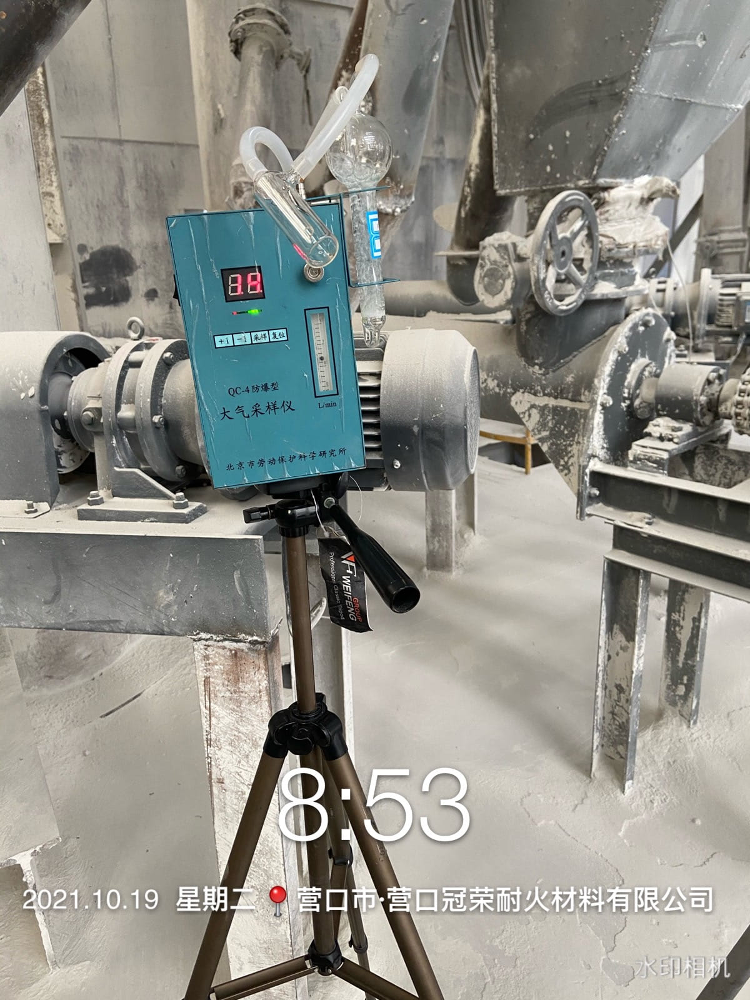 19.
+1 -1 采样 复位
QC-4防爆型
大气采样仪
L/min
北京市劳动保护科学研究所
WF WEIFENG
GROUP
Professional Classic Tripod
8:53
2021.10.19 星期二 营口市·营口冠荣耐火材料有限公司
水印相机